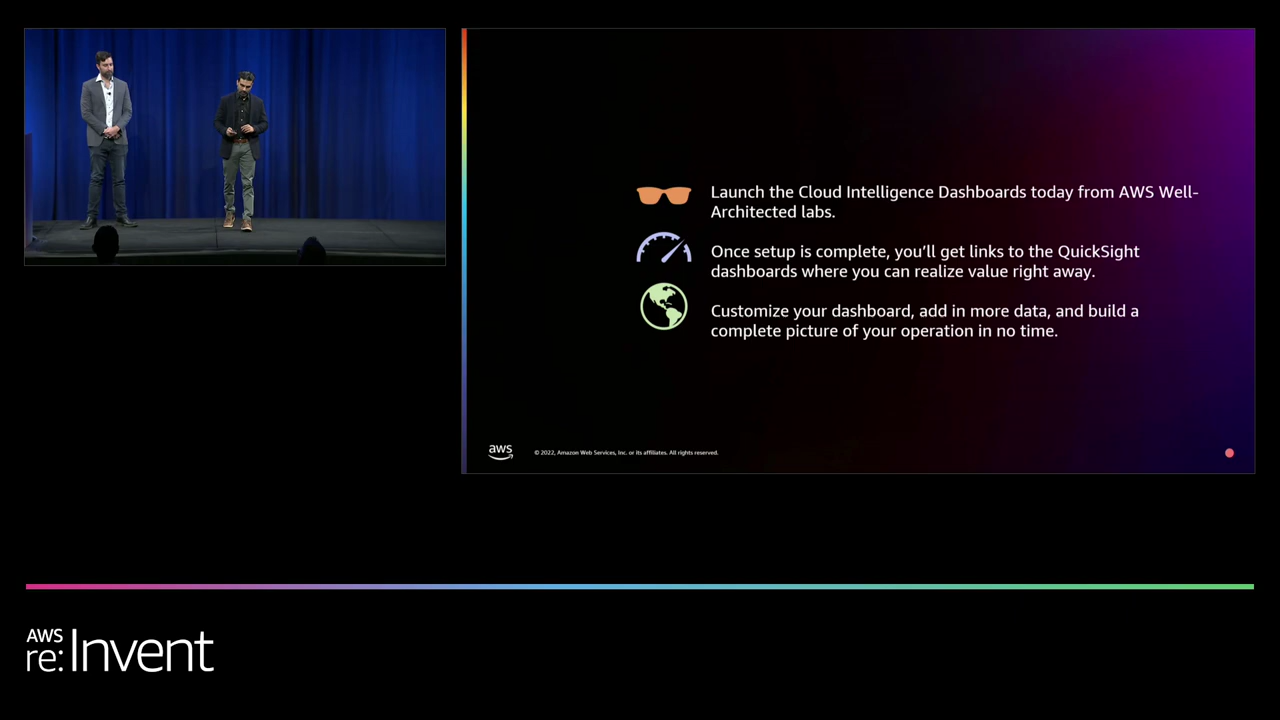 Launch the Cloud Intelligence Dashboards today from AWS Well-
Architected labs.
Once setup is complete, you’ll get links to the QuickSight
dashboards where you can realize value right away.
Customize your dashboard, add in more data, and build a
complete picture of your operation in no time.
aws
© 2022, Amazon Web Services, Inc. or its affiliates. All rights reserved.
AWS
re:Invent